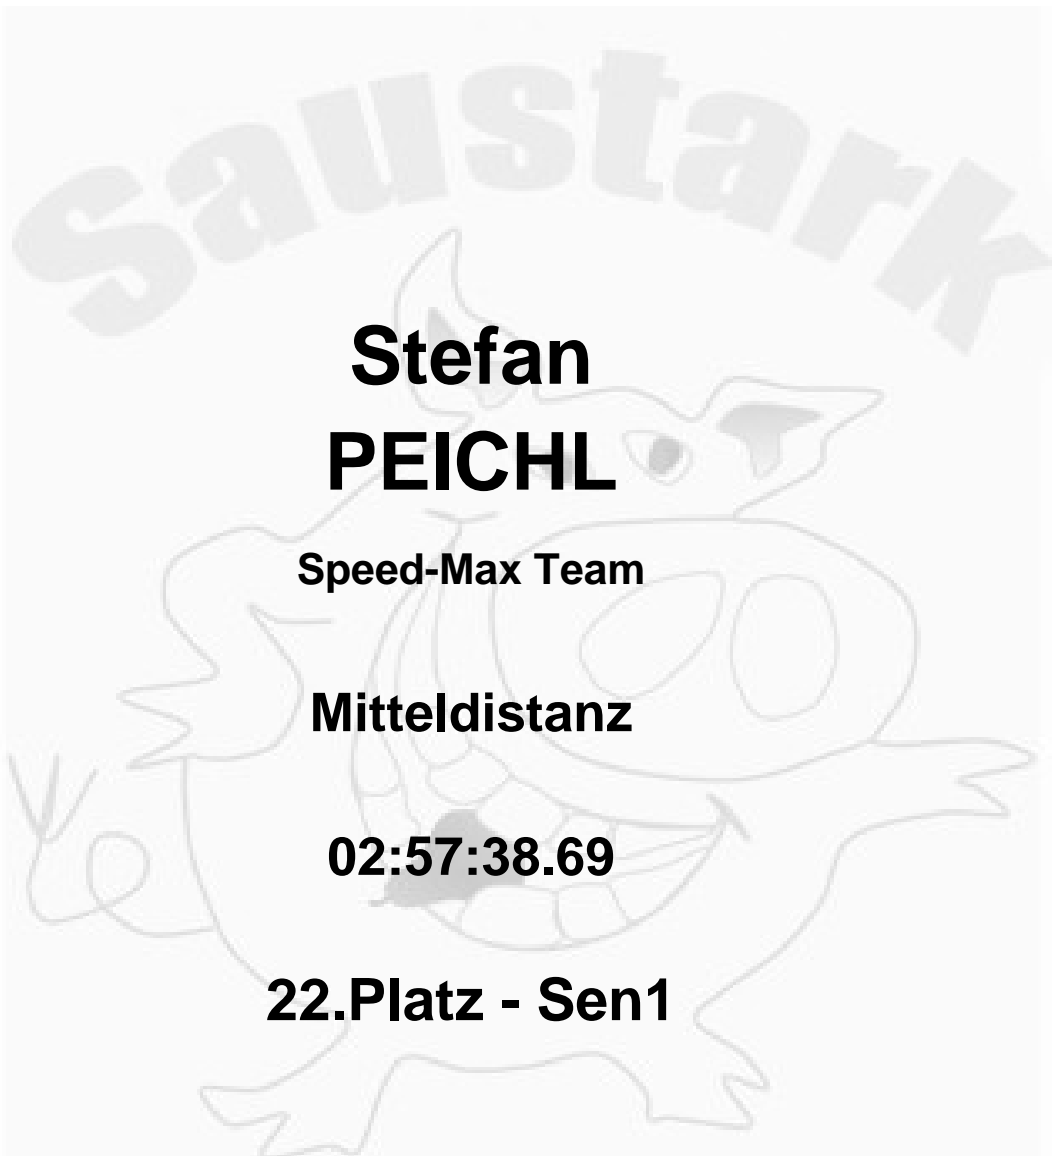 Saustark
Stefan
PEICHL
Speed-Max Team
Mitteldistanz
02:57:38.69
22.Platz - Sen1